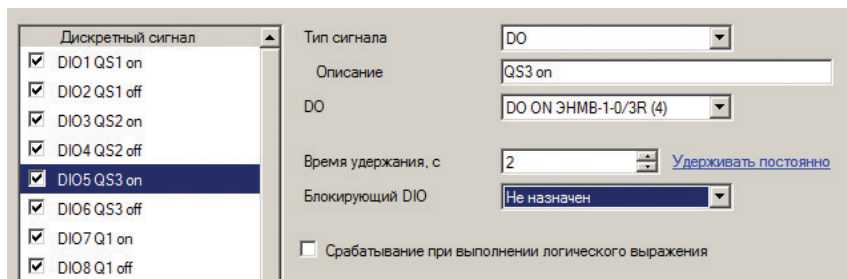 Дискретный сигнал
DIO1 QS1 on
DIO2 QS1 off
DIO3 QS2 on
DIO4 QS2 off
DIO5 QS3 on
DIO6 QS3 off
DIO7 Q1 on
DIO8 Q1 off
Тип сигнала DO
Описание QS3 on
DO DO ON ЭНМВ-1-0/3R (4)
Время удержания, с 2 Удерживать постоянно
Блокирующий DIO Не назначен
Срабатывание при выполнении логического выражения